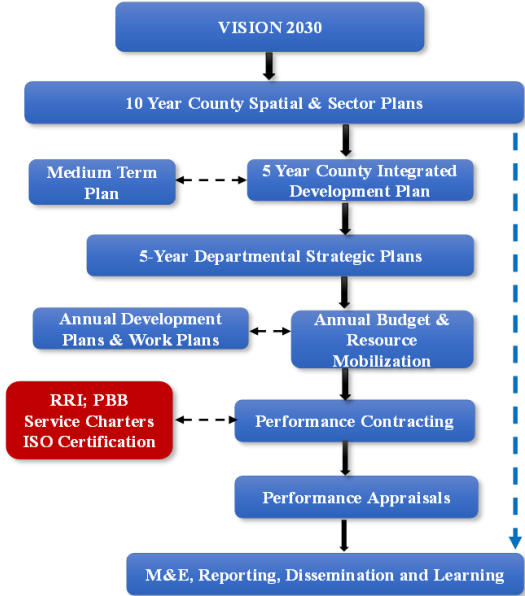 VISION 2030
10 Year County Spatial & Sector Plans
Medium Term
Plan
5 Year County Integrated
Development Plan
5-Year Departmental Strategic Plans
Annual Development
Plans & Work Plans
Annual Budget &
Resource
Mobilization
RRI; PBB
Service Charters
ISO Certification
Performance Contracting
Performance Appraisals
M&E, Reporting, Dissemination and Learning